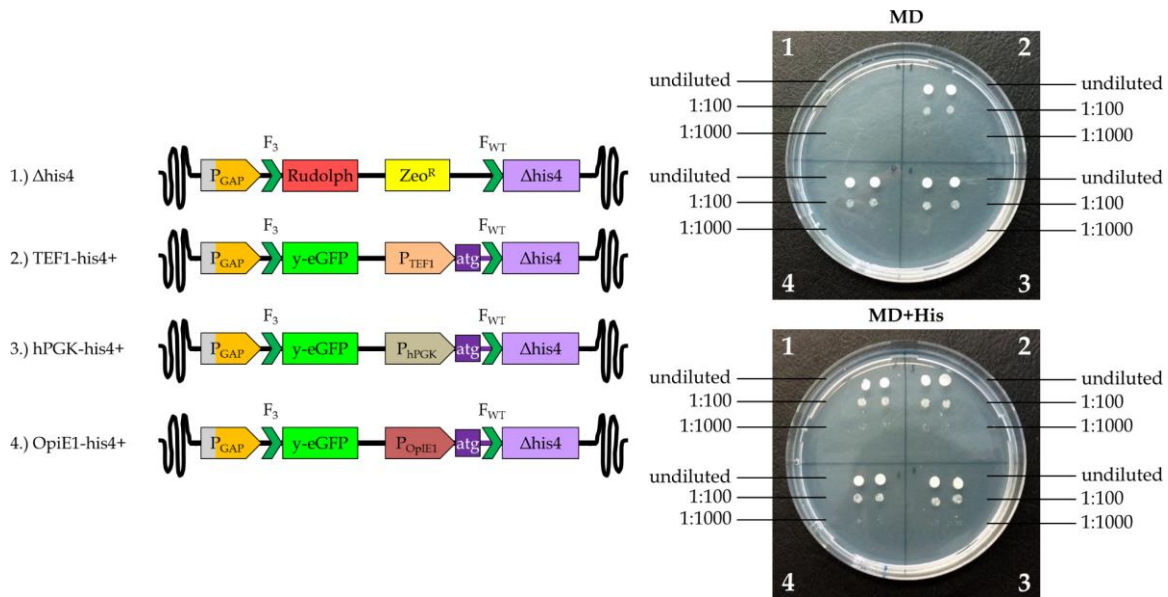 MD
1 2
undiluted undiluted
1:100 1:100
1:1000 1:1000
undiluted undiluted
1:100 1:100
1:1000 1:1000
4 3
MD+His
1 2
undiluted undiluted
1:100 1:100
1:1000 1:1000
undiluted undiluted
1:100 1:100
1:1000 1:1000
4 3
F3 FWT
1.) Δhis4 PGAP Rudolph ZeoR Δhis4
F3 FWT
2.) TEF1-his4+ PGAP y-eGFP PTEF1 atg Δhis4
F3 FWT
3.) hPGK-his4+ PGAP y-eGFP PhPGK atg Δhis4
F3 FWT
4.) OpiE1-his4+ PGAP y-eGFP POpIE1 atg Δhis4